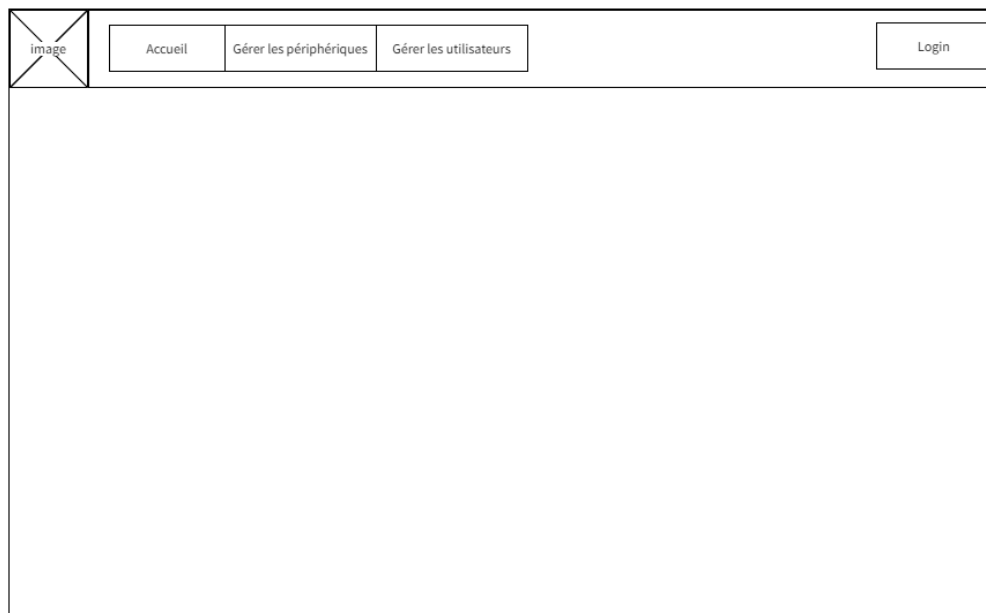 image
Accueil
Gérer les périphériques
Gérer les utilisateurs
Login